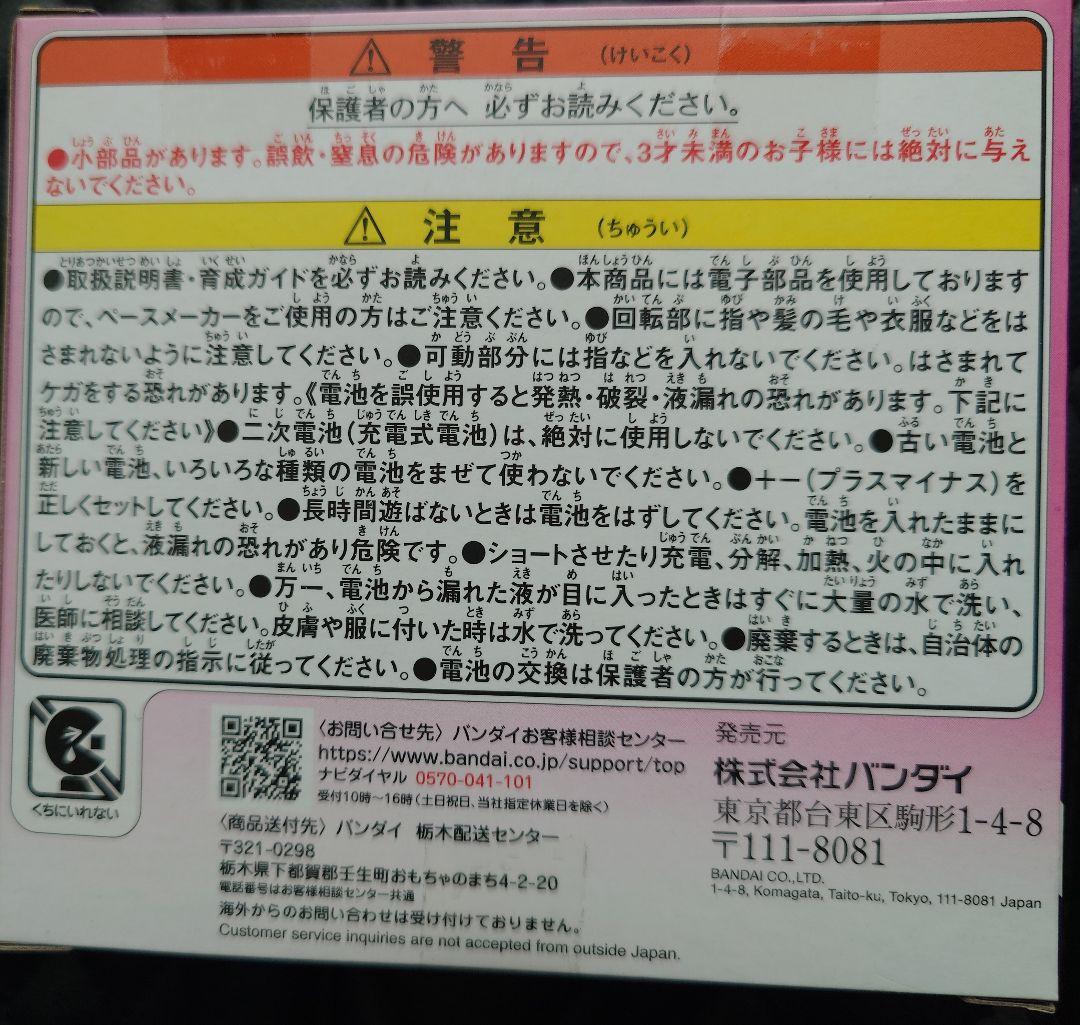 ⚠ 警告 (けいこく)
保護者の方へ 必ずお読みください。
●小部品があります。誤飲・窒息の危険がありますので、3才未満のお子様には絶対に与え
ないでください。
⚠ 注意 (ちゅうい)
●取扱説明書・育成ガイドを必ずお読みください。●本商品には電子部品を使用しております
ので、ペースメーカーをご使用の方はご注意ください。●回転部に指や髪の毛や衣服などをは
さまれないように注意してください。●可動部分には指などを入れないでください。はさまれて
ケガをする恐れがあります。《電池を誤使用すると発熱・破裂・液漏れの恐れがあります。下記に
注意してください》●二次電池(充電式電池)は、絶対に使用しないでください。●古い電池と
新しい電池、いろいろな種類の電池をまぜて使わないでください。●+-(プラスマイナス)を
正しくセットしてください。●長時間遊ばないときは電池をはずしてください。電池を入れたままに
しておくと、液漏れの恐れがあり危険です。●ショートさせたり充電、分解、加熱、火の中に入れ
たりしないでください。●万一、電池から漏れた液が目に入ったときはすぐに大量の水で洗い、
医師に相談してください。皮膚や服に付いた時は水で洗ってください。●廃棄するときは、自治体の
廃棄物処理の指示に従ってください。●電池の交換は保護者の方が行ってください。
くちにいれない
〈お問い合せ先〉バンダイお客様相談センター
https://www.bandai.co.jp/support/top
ナビダイヤル 0570-041-101
受付10時〜16時(土日祝日、当社指定休業日を除く)
〈商品送付先〉バンダイ 栃木配送センター
〒321-0298
栃木県下都賀郡壬生町おもちゃのまち4-2-20
電話番号はお客様相談センター共通
海外からのお問い合わせは受け付けておりません。
Customer service inquiries are not accepted from outside Japan.
発売元
株式会社バンダイ
東京都台東区駒形1-4-8
〒111-8081
BANDAI CO.,LTD.
1-4-8, Komagata, Taito-ku, Tokyo, 111-8081 Japan